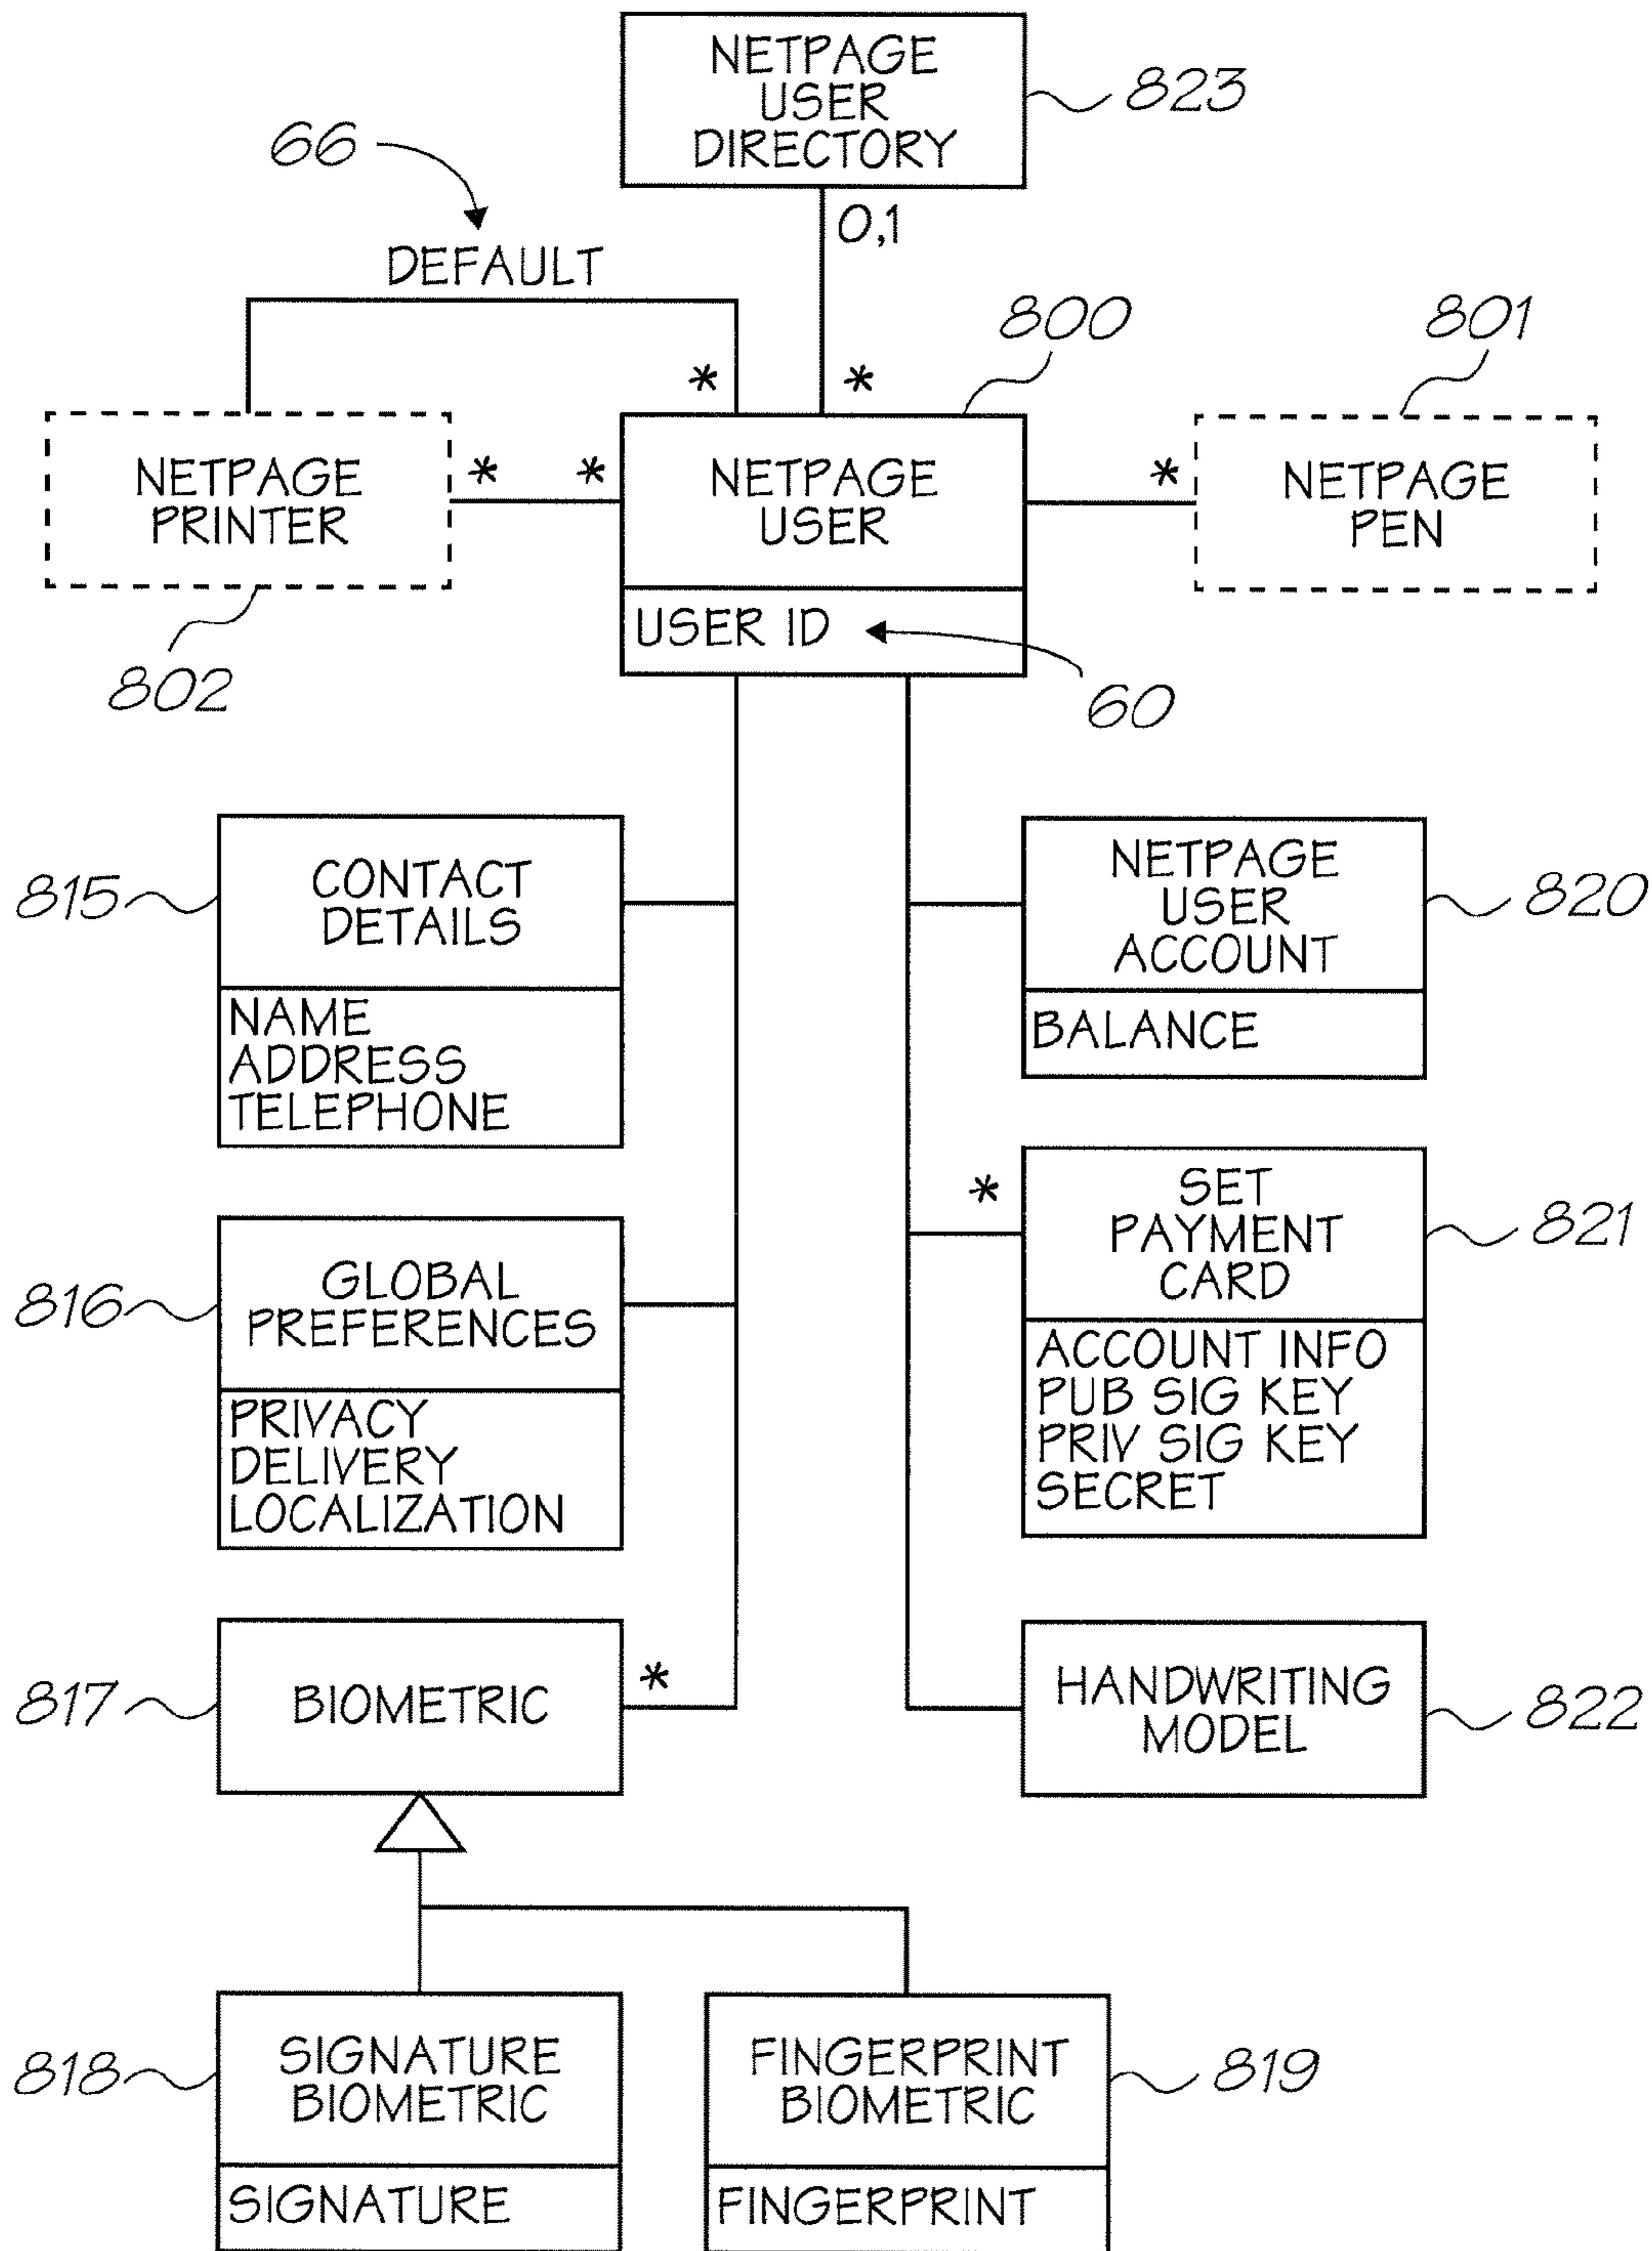 NETPAGE
USER
DIRECTORY
823
66
0,1
DEFAULT
800
801
*
*
NETPAGE
PRINTER
*
*
NETPAGE
USER
*
NETPAGE
PEN
USER ID
802
60
815
CONTACT
DETAILS
NAME
ADDRESS
TELEPHONE
NETPAGE
USER
ACCOUNT
820
BALANCE
816
GLOBAL
PREFERENCES
PRIVACY
DELIVERY
LOCALIZATION
*
SET
PAYMENT
CARD
821
ACCOUNT INFO
PUB SIG KEY
PRIV SIG KEY
SECRET
817
BIOMETRIC
*
HANDWRITING
MODEL
822
818
SIGNATURE
BIOMETRIC
SIGNATURE
FINGERPRINT
BIOMETRIC
819
FINGERPRINT